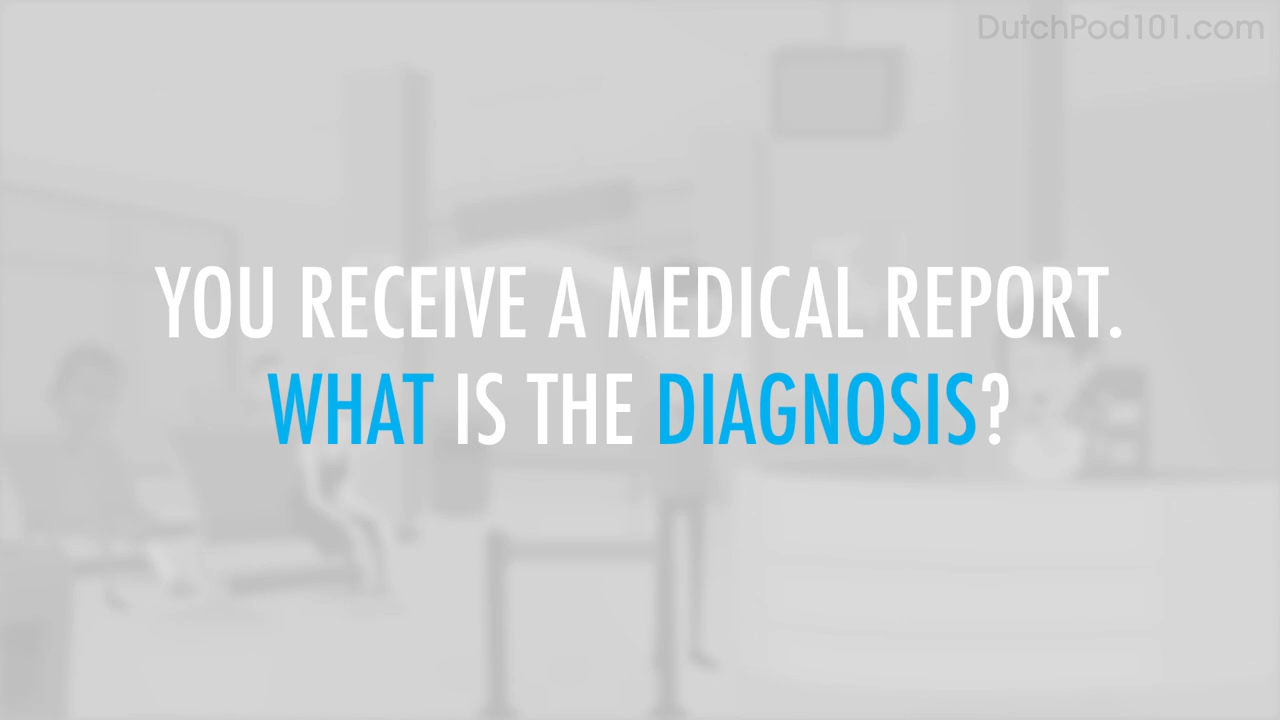 DutchPod101.com
YOU RECEIVE A MEDICAL REPORT.
WHAT IS THE DIAGNOSIS?